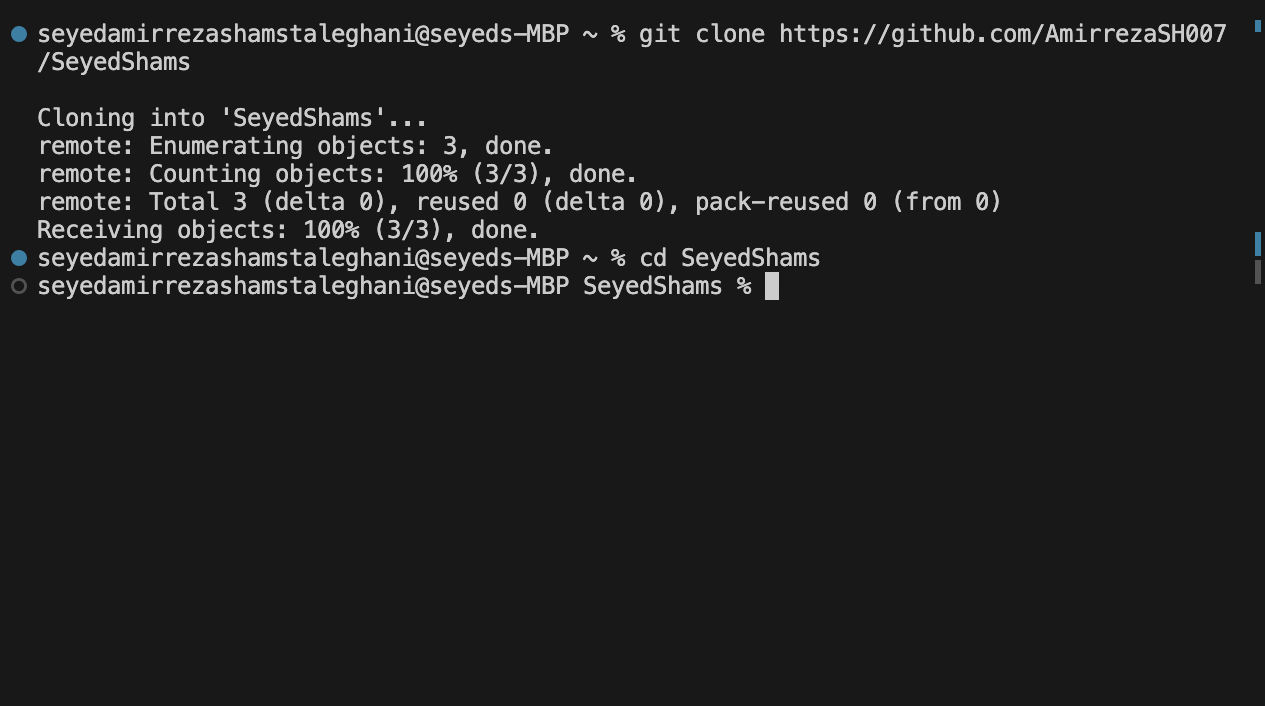 seyedamirrezashamstaleghani@seyeds-MBP ~ % git clone https://github.com/AmirrezaSH007
/SeyedShams
Cloning into 'SeyedShams'...
remote: Enumerating objects: 3, done.
remote: Counting objects: 100% (3/3), done.
remote: Total 3 (delta 0), reused 0 (delta 0), pack-reused 0 (from 0)
Receiving objects: 100% (3/3), done.
seyedamirrezashamstaleghani@seyeds-MBP ~ % cd SeyedShams
seyedamirrezashamstaleghani@seyeds-MBP SeyedShams %